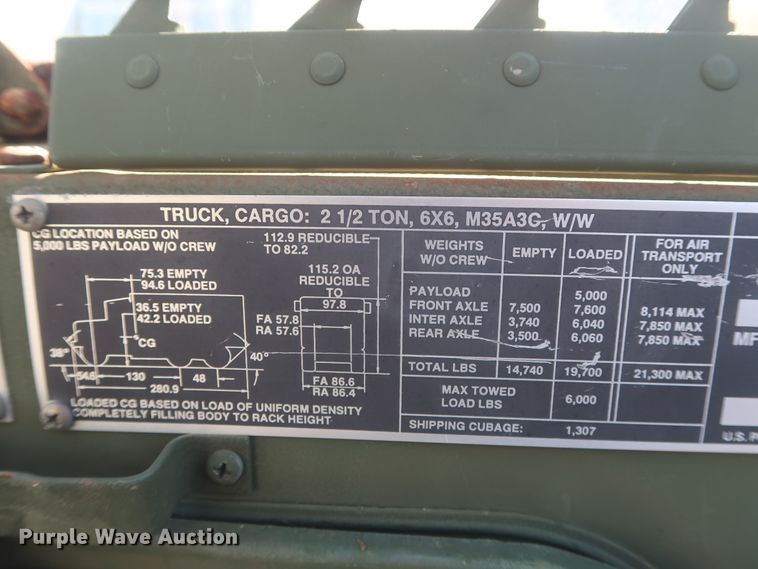 TRUCK, CARGO: 2 1/2 TON, 6X6, M35A3C, W/W
CG LOCATION BASED ON
5,000 LBS PAYLOAD W/O CREW
75.3 EMPTY
94.6 LOADED
36.5 EMPTY
42.2 LOADED
CG
38°
40°
54.6
130
48
280.9
112.9 REDUCIBLE
TO 82.2
115.2 OA
REDUCIBLE
TO
97.8
FA 57.8
RA 57.6
FA 86.6
RA 86.4
LOADED CG BASED ON LOAD OF UNIFORM DENSITY
COMPLETELY FILLING BODY TO RACK HEIGHT
WEIGHTS
W/O CREW
EMPTY
LOADED
FOR AIR
TRANSPORT
ONLY
PAYLOAD 5,000
FRONT AXLE 7,500 7,600 8,114 MAX
INTER AXLE 3,740 6,040 7,850 MAX
REAR AXLE 3,500 6,060 7,850 MAX
TOTAL LBS 14,740 19,700 21,300 MAX
MAX TOWED
LOAD LBS
6,000
SHIPPING CUBAGE: 1,307
MF
U.S. P
Purple Wave Auction